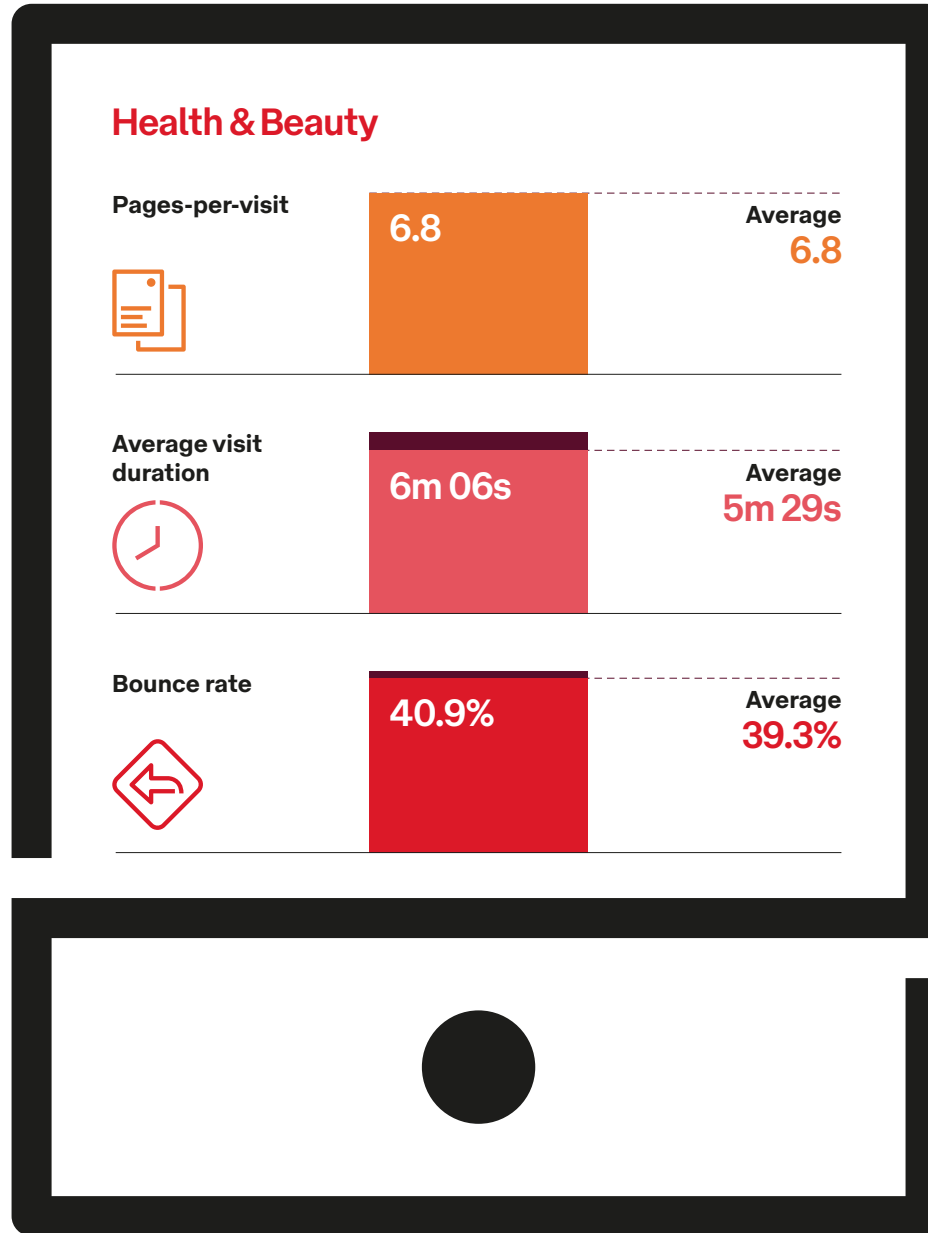 Health & Beauty
Pages-per-visit
6.8
Average
6.8
Average visit
duration
6m 06s
Average
5m 29s
Bounce rate
40.9%
Average
39.3%